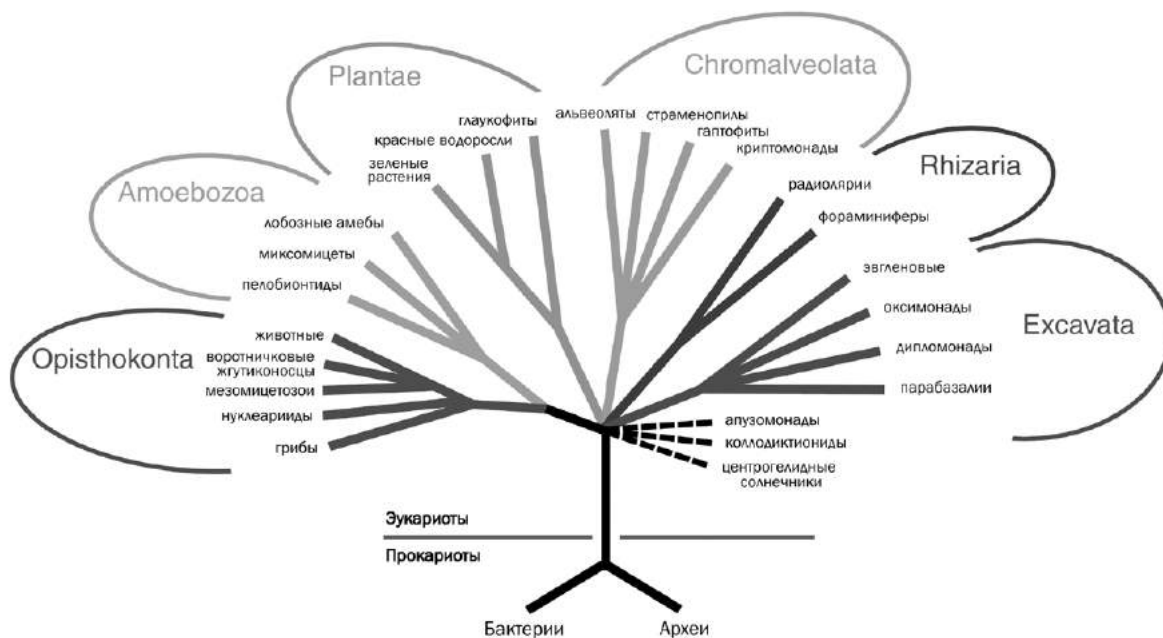 Plantae
Chromalveolata
Amoebozoa
Rhizaria
Opisthokonta
Excavata
глаукофиты
красные водоросли
зеленые
растения
альвеоляты
страменопилы
гаптофиты
криптомонады
радиолярии
фораминиферы
лобозные амебы
миксомицеты
пелобионтиды
эвгленовые
оксимонады
дипломонады
парабазалии
животные
воротничковые
жгутиконосцы
мезомицетозои
нуклеарииды
грибы
апузомонады
коллодиктиониды
центрогелидные
солнечники
Эукариоты
Прокариоты
Бактерии
Археи